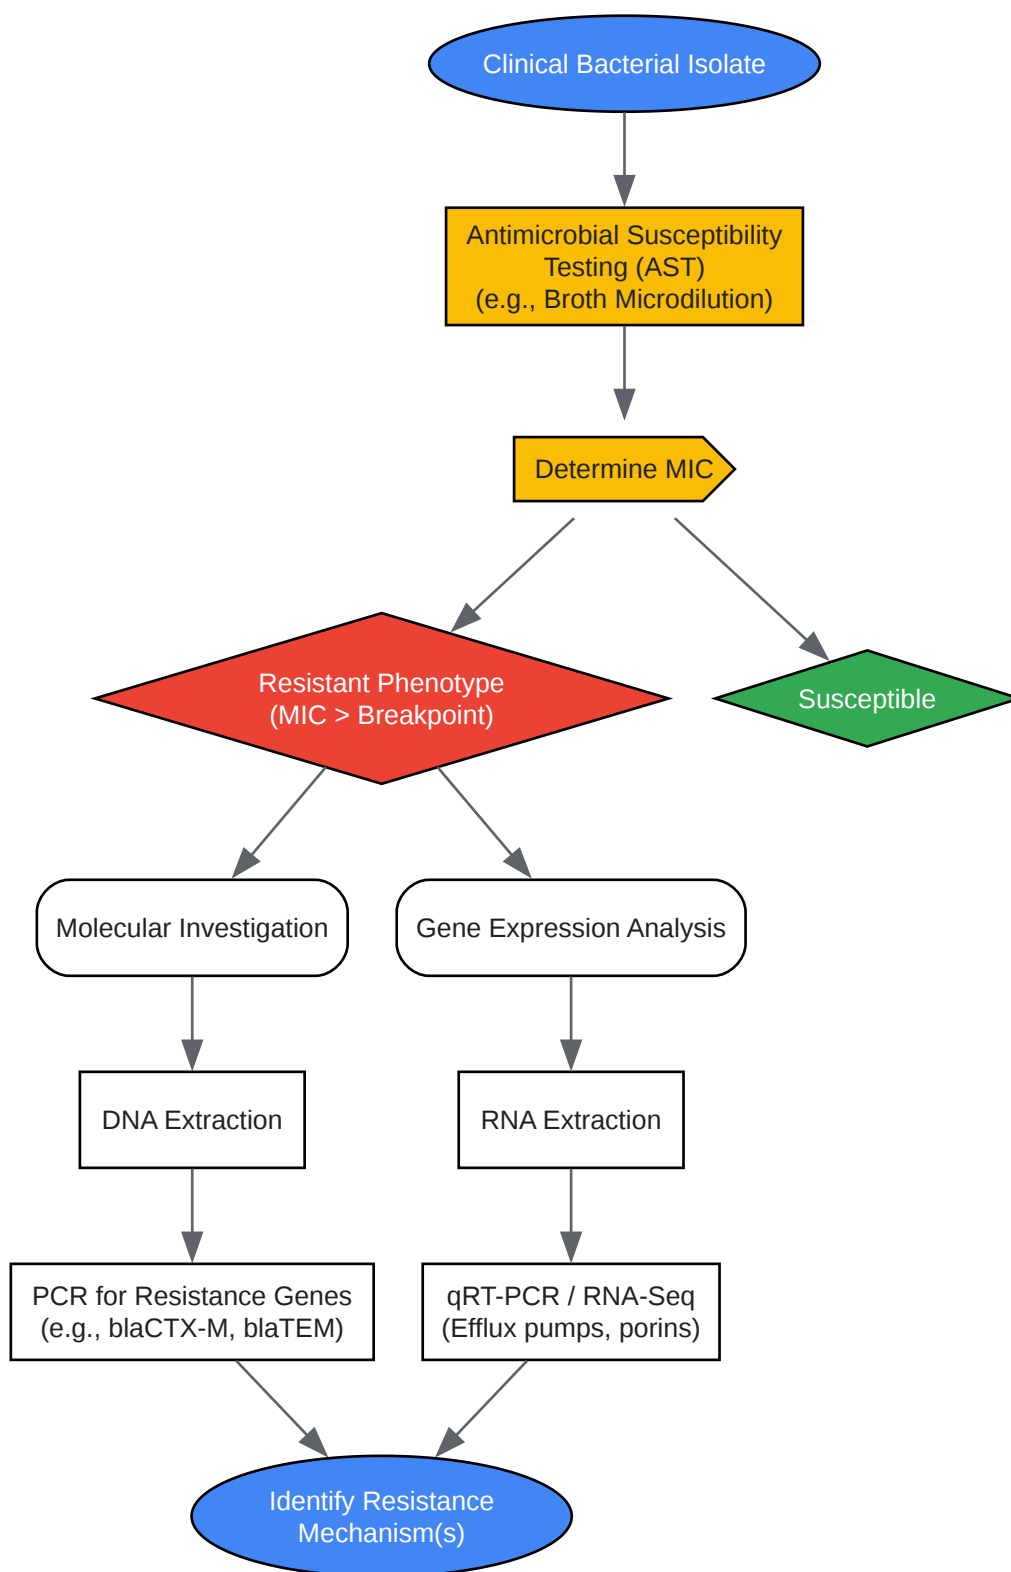 Clinical Bacterial Isolate
Antimicrobial Susceptibility
Testing (AST)
(e.g., Broth Microdilution)
Determine MIC
Resistant Phenotype
(MIC > Breakpoint)
Susceptible
Molecular Investigation
Gene Expression Analysis
DNA Extraction
RNA Extraction
PCR for Resistance Genes
(e.g., blaCTX-M, blaTEM)
qRT-PCR / RNA-Seq
(Efflux pumps, porins)
Identify Resistance
Mechanism(s)